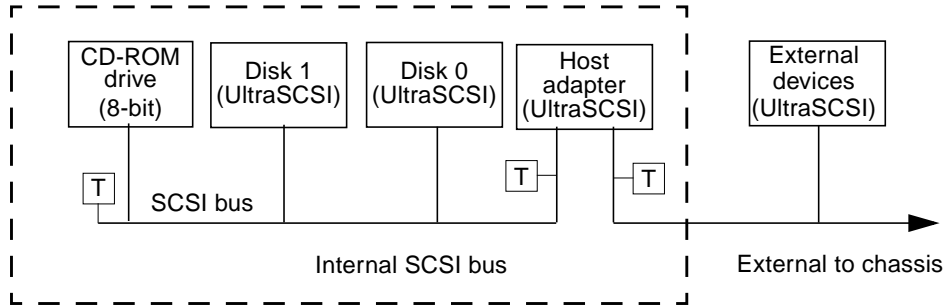 CD-ROM
drive
(8-bit)
Disk 1
(UltraSCSI)
Disk 0
(UltraSCSI)
Host
adapter
(UltraSCSI)
External
devices
(UltraSCSI)
T
T
T
SCSI bus
Internal SCSI bus
External to chassis